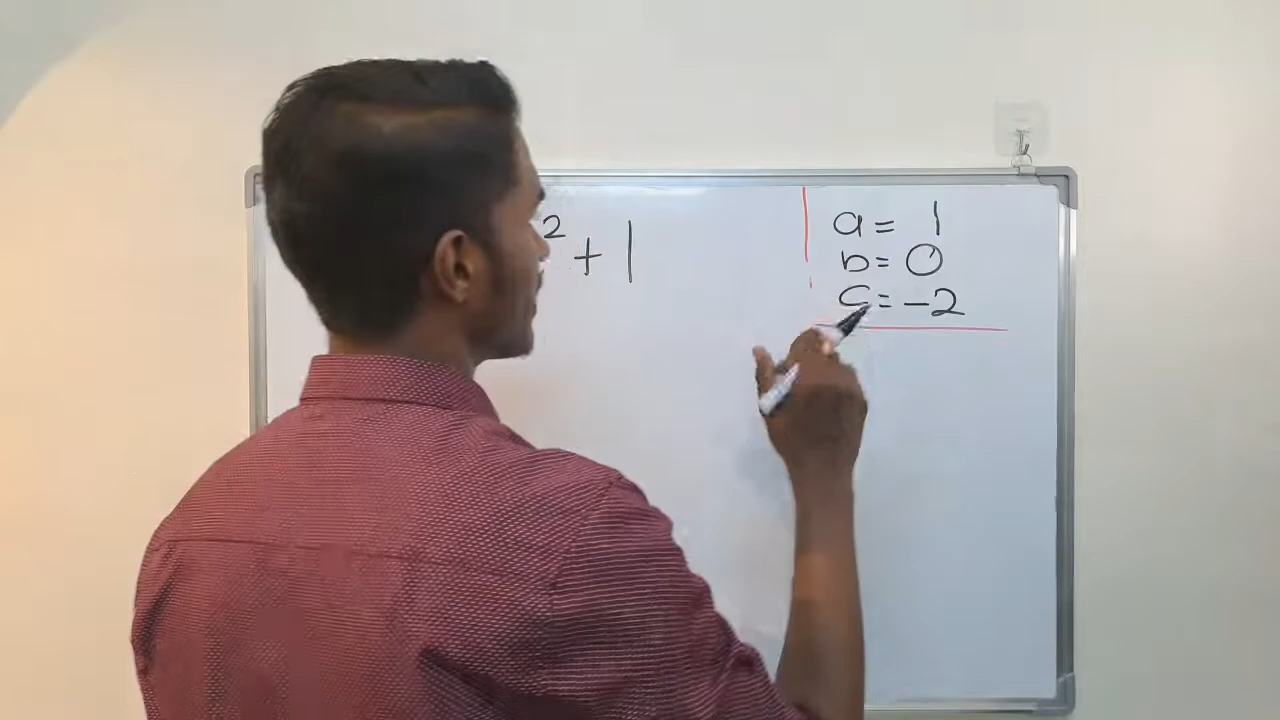 ² + 1
a = 1
b = 0
c = -2